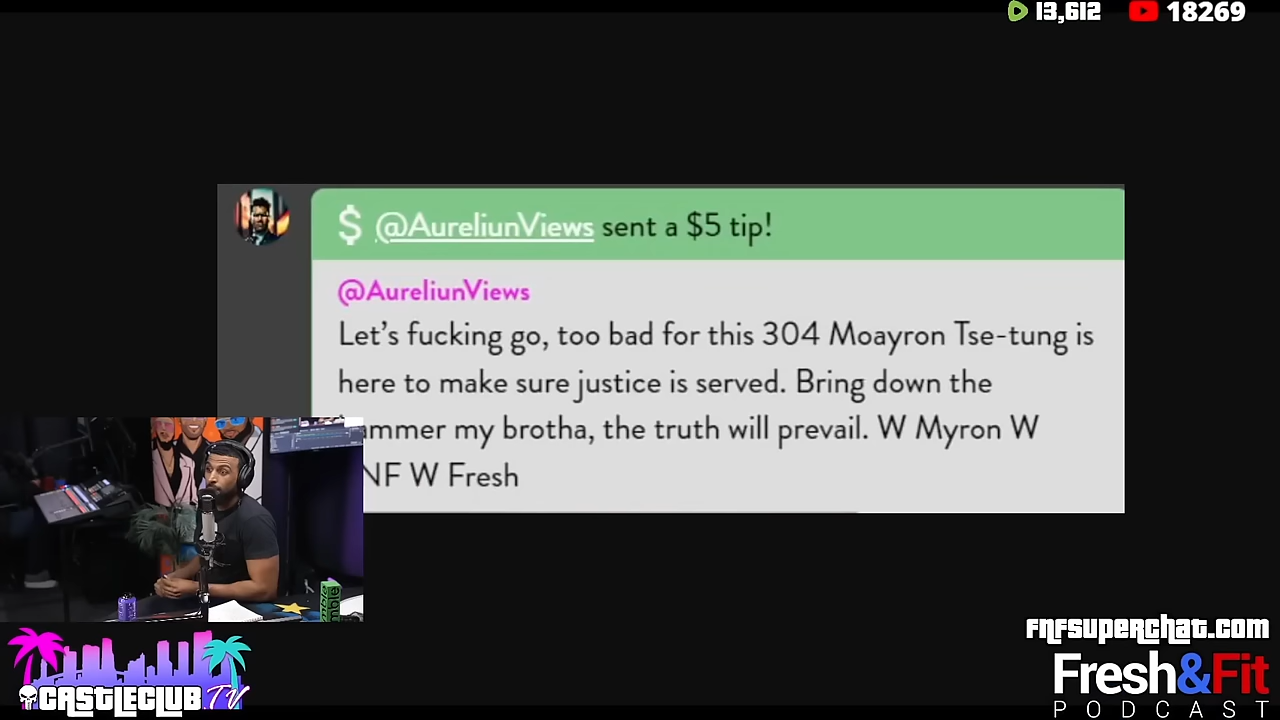 13,612 18269
$ @AureliunViews sent a $5 tip!
@AureliunViews
Let's fucking go, too bad for this 304 Moayron Tse-tung is
here to make sure justice is served. Bring down the
ammer my brotha, the truth will prevail. W Myron W
NF W Fresh
fnfsuperchat.com
CASTLECLUB.TV
Fresh&Fit
PODCAST